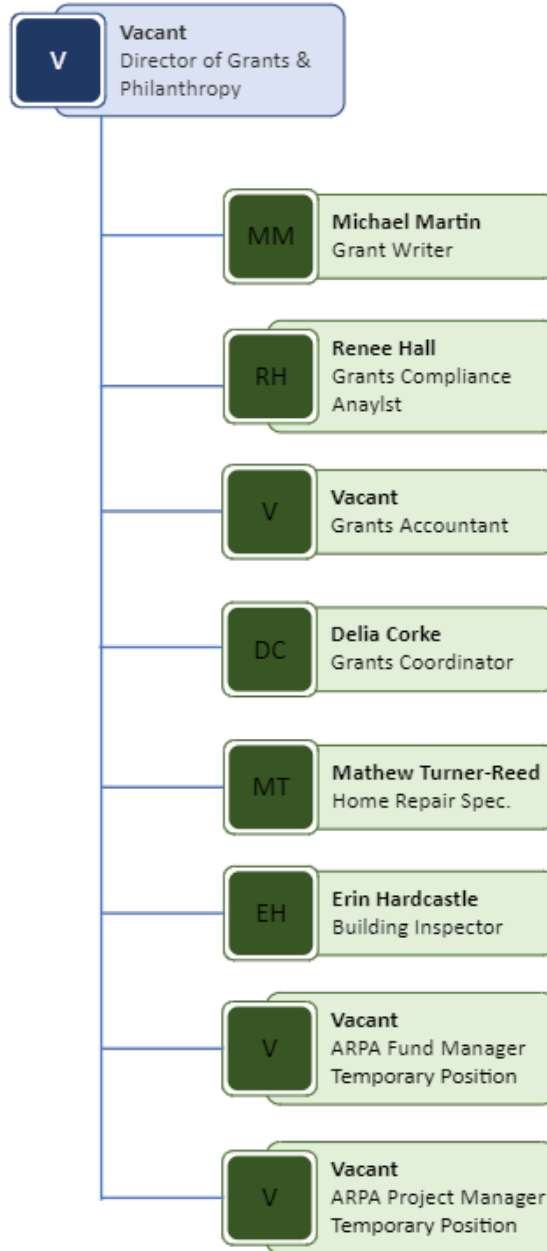 V
Vacant
Director of Grants &
Philanthropy
MM
Michael Martin
Grant Writer
RH
Renee Hall
Grants Compliance
Anaylst
V
Vacant
Grants Accountant
DC
Delia Corke
Grants Coordinator
MT
Mathew Turner-Reed
Home Repair Spec.
EH
Erin Hardcastle
Building Inspector
V
Vacant
ARPA Fund Manager
Temporary Position
V
Vacant
ARPA Project Manager
Temporary Position